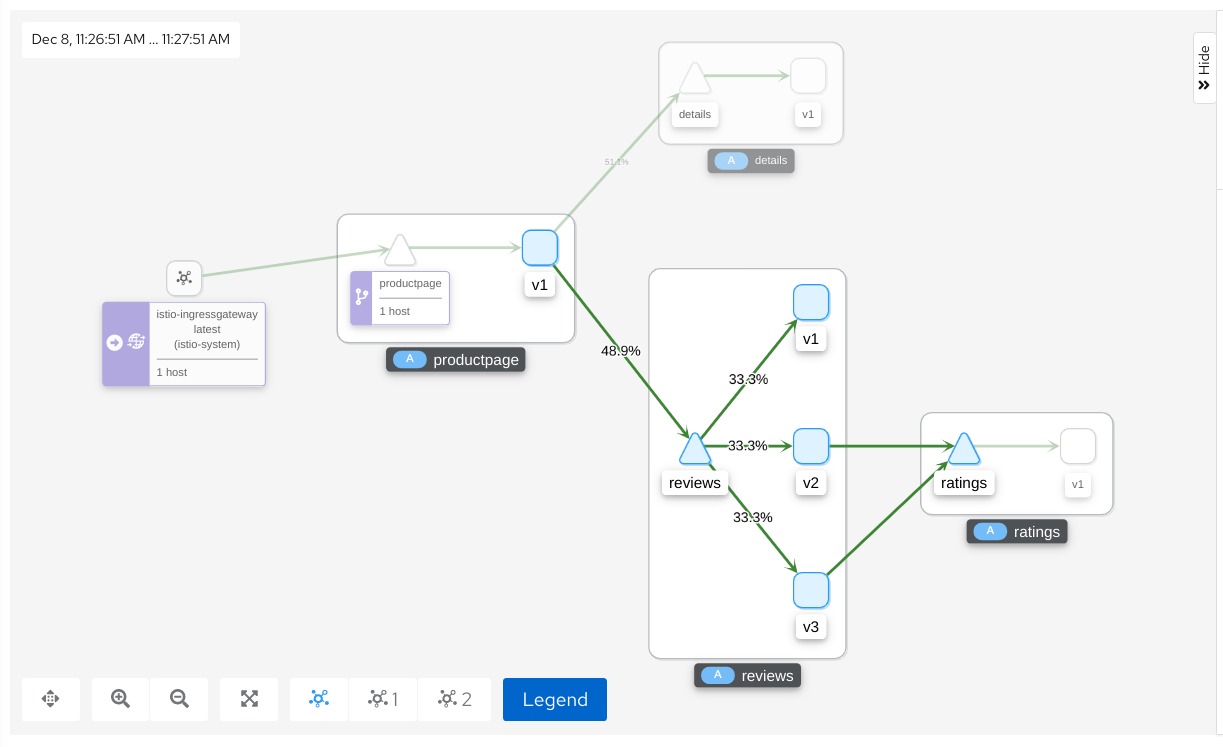 Dec 8, 11:26:51 AM ... 11:27:51 AM
Hide
details
v1
A details
51.1%
productpage
1 host
v1
A productpage
istio-ingressgateway
latest
(istio-system)
1 host
48.9%
v1
33.3%
33.3%
reviews
v2
33.3%
v3
A reviews
ratings
v1
A ratings
1
2
Legend